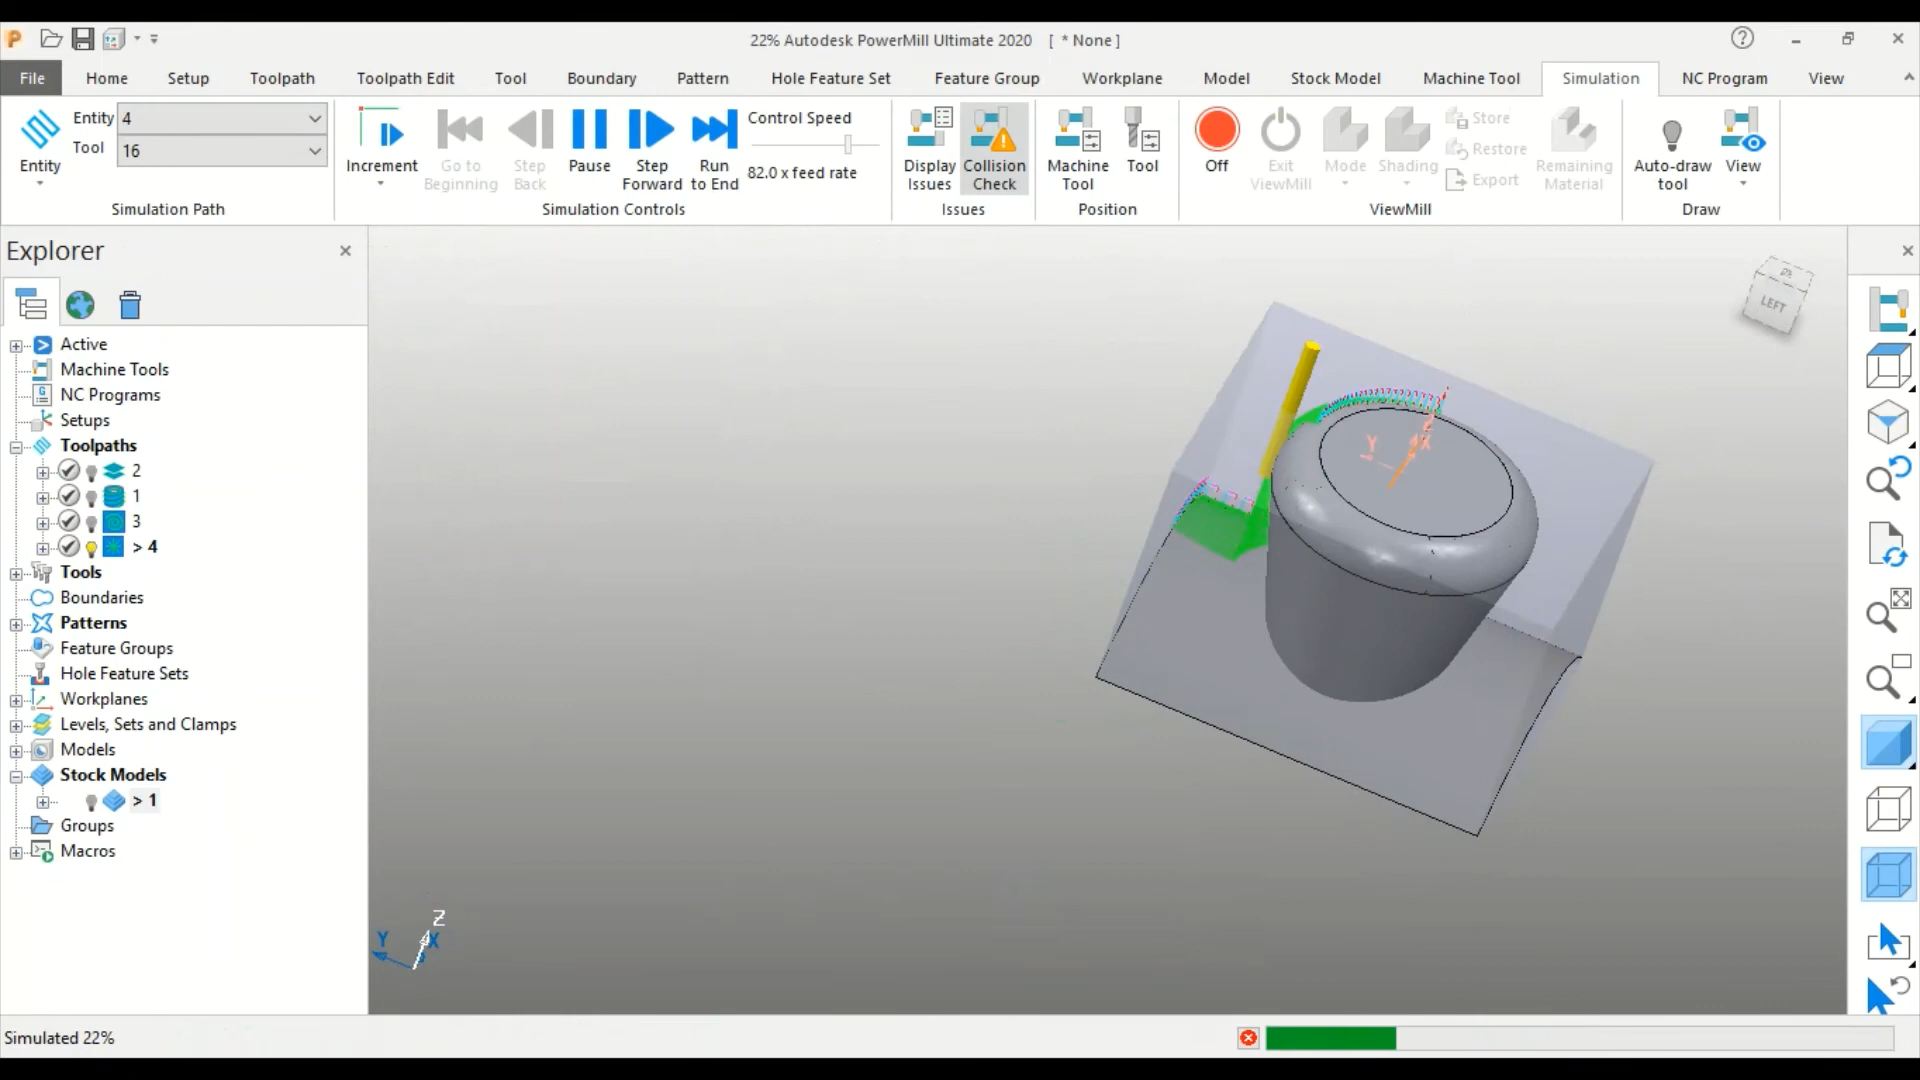 22% Autodesk PowerMill Ultimate 2020 [ * None ]
File Home Setup Toolpath Toolpath Edit Tool Boundary Pattern Hole Feature Set Feature Group Workplane Model Stock Model Machine Tool Simulation NC Program View
Entity
Entity 4
Tool 16
Simulation Path
Increment
Go to Beginning
Step Back
Pause
Step Forward
Run to End
Control Speed
82.0 x feed rate
Simulation Controls
Display Issues
Collision Check
Issues
Machine Tool
Tool
Position
Off
Exit ViewMill
Mode
Shading
Store
Restore
Export
Remaining Material
ViewMill
Auto-draw tool
View
Draw
Explorer
Active
Machine Tools
NC Programs
Setups
Toolpaths
2
1
3
> 4
Tools
Boundaries
Patterns
Feature Groups
Hole Feature Sets
Workplanes
Levels, Sets and Clamps
Models
Stock Models
> 1
Groups
Macros
LEFT
Y
X
Z
Y
X
Simulated 22%